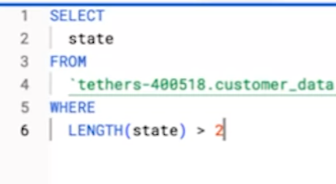 1 SELECT
2 state
3 FROM
4 `tethers-400518.customer_data
5 WHERE
6 LENGTH(state) > 2